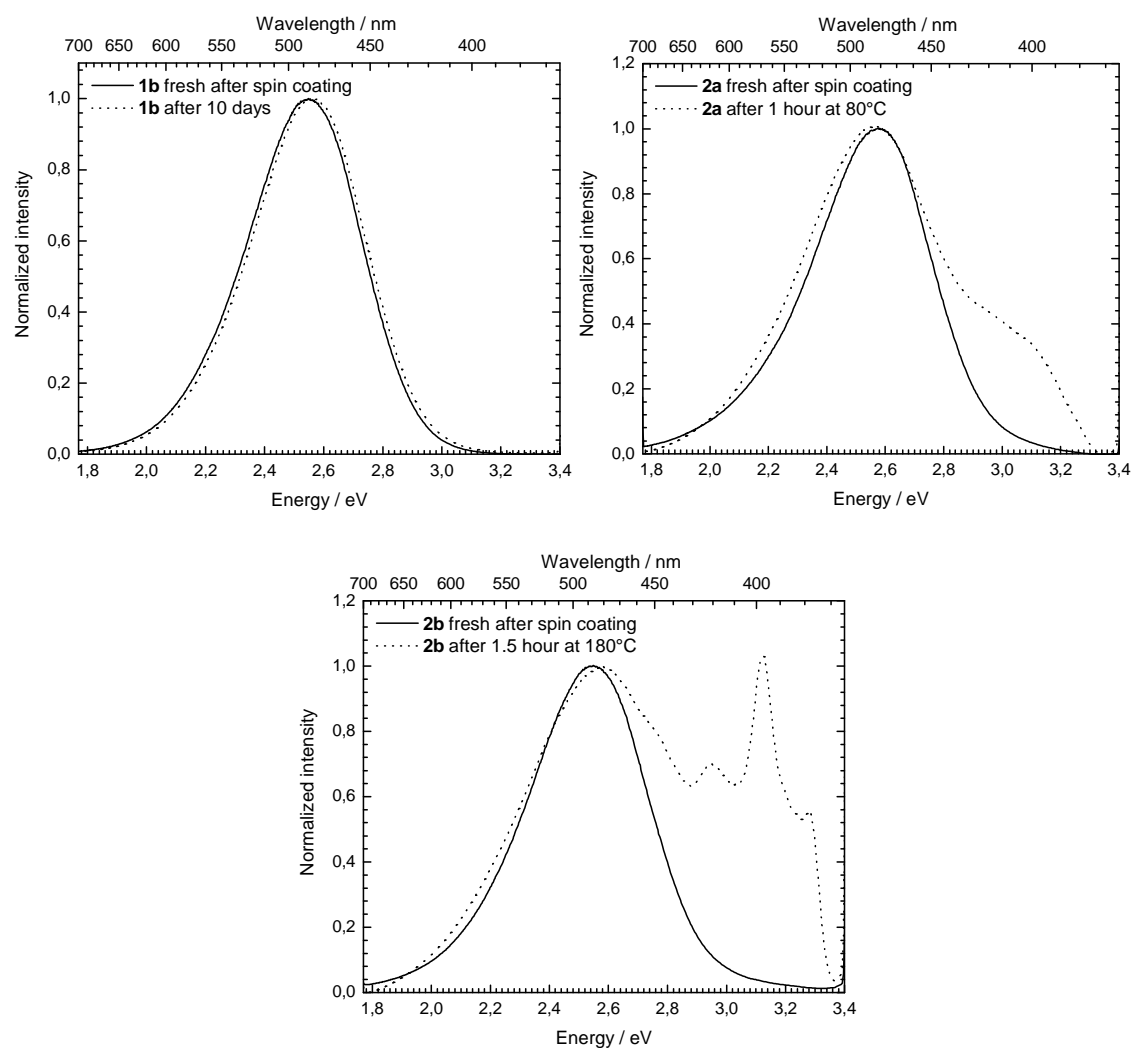 Wavelength / nm
700 650 600 550 500 450 400
1b fresh after spin coating
1b after 10 days
1,0
0,8
0,6
0,4
0,2
0,0
Normalized intensity
1,8 2,0 2,2 2,4 2,6 2,8 3,0 3,2 3,4
Energy / eV
Wavelength / nm
700 650 600 550 500 450 400
2a fresh after spin coating
2a after 1 hour at 80°C
1,2
1,0
0,8
0,6
0,4
0,2
0,0
Normalized intensity
1,8 2,0 2,2 2,4 2,6 2,8 3,0 3,2 3,4
Energy / eV
Wavelength / nm
700 650 600 550 500 450 400
2b fresh after spin coating
2b after 1.5 hour at 180°C
1,2
1,0
0,8
0,6
0,4
0,2
0,0
Normalized intensity
1,8 2,0 2,2 2,4 2,6 2,8 3,0 3,2 3,4
Energy / eV